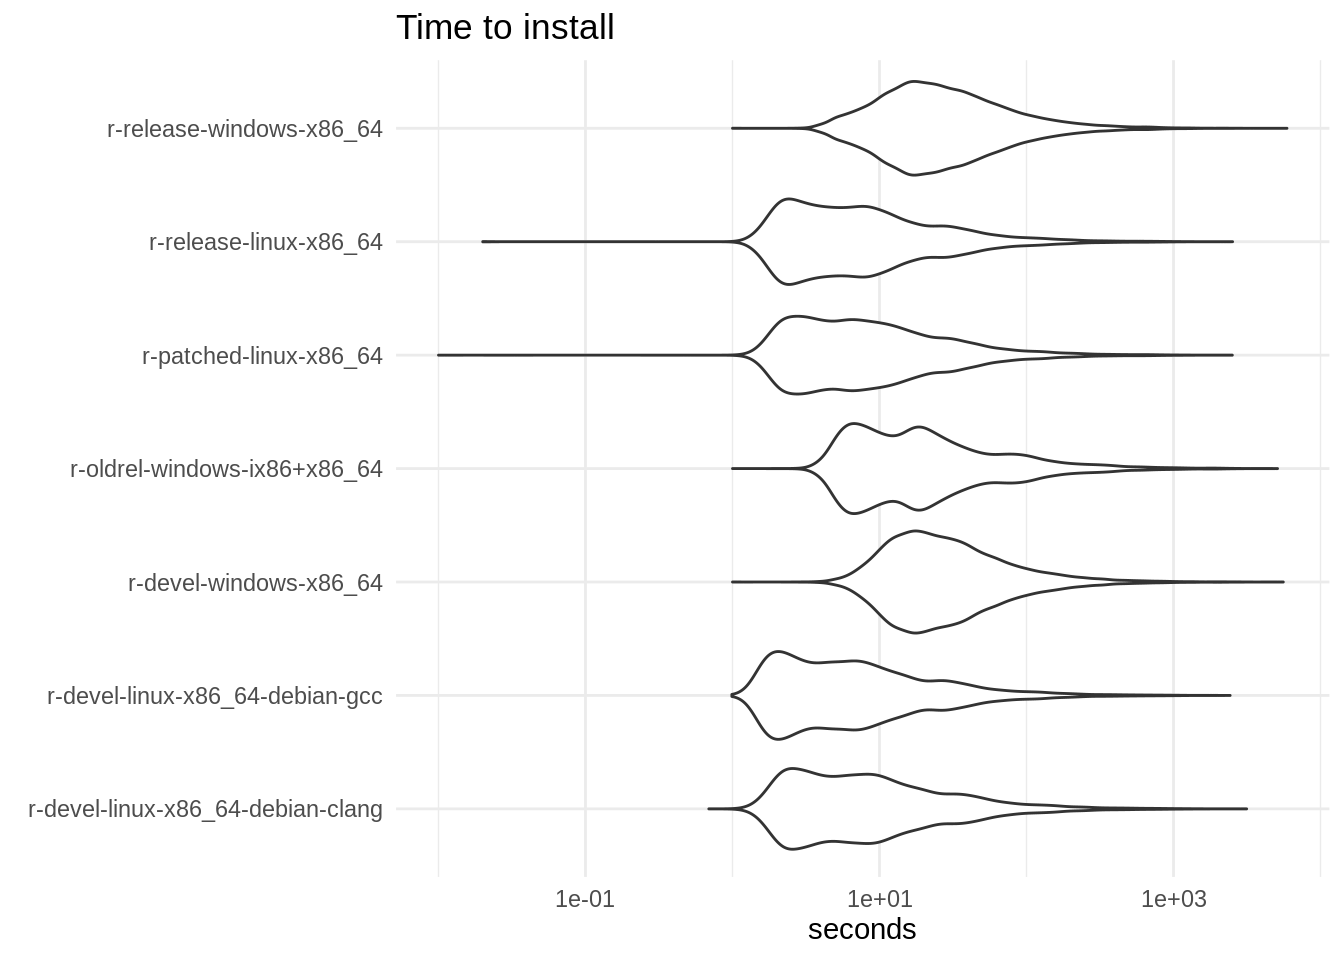 Time to install
r-release-windows-x86_64
r-release-linux-x86_64
r-patched-linux-x86_64
r-oldrel-windows-ix86+x86_64
r-devel-windows-x86_64
r-devel-linux-x86_64-debian-gcc
r-devel-linux-x86_64-debian-clang
1e-01 1e+01 1e+03
seconds